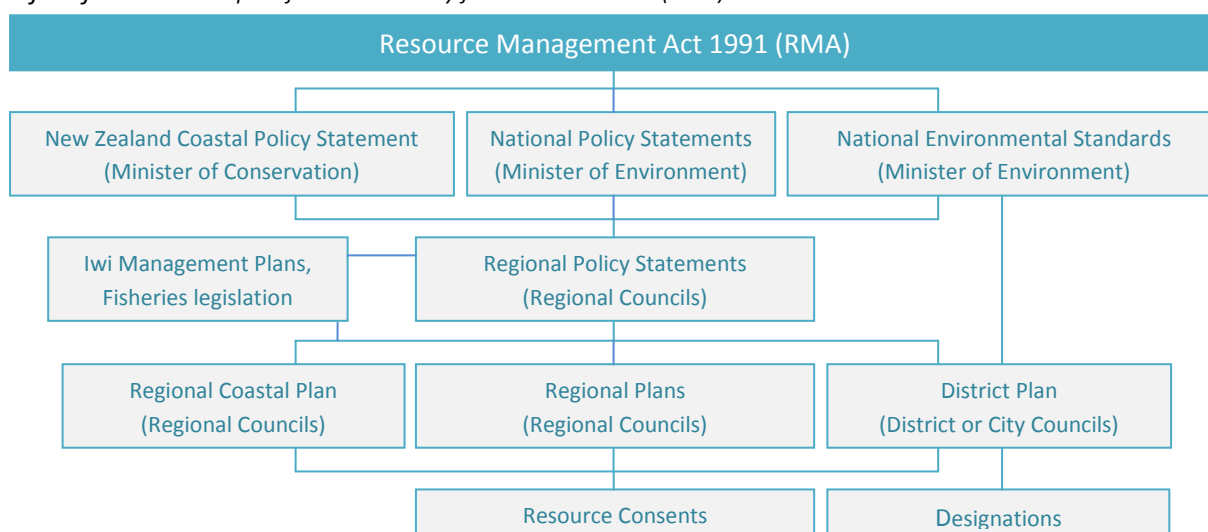 Resource Management Act 1991 (RMA)
New Zealand Coastal Policy Statement
(Minister of Conservation)
National Policy Statements
(Minister of Environment)
National Environmental Standards
(Minister of Environment)
Iwi Management Plans,
Fisheries legislation
Regional Policy Statements
(Regional Councils)
Regional Coastal Plan
(Regional Councils)
Regional Plans
(Regional Councils)
District Plan
(District or City Councils)
Resource Consents
Designations